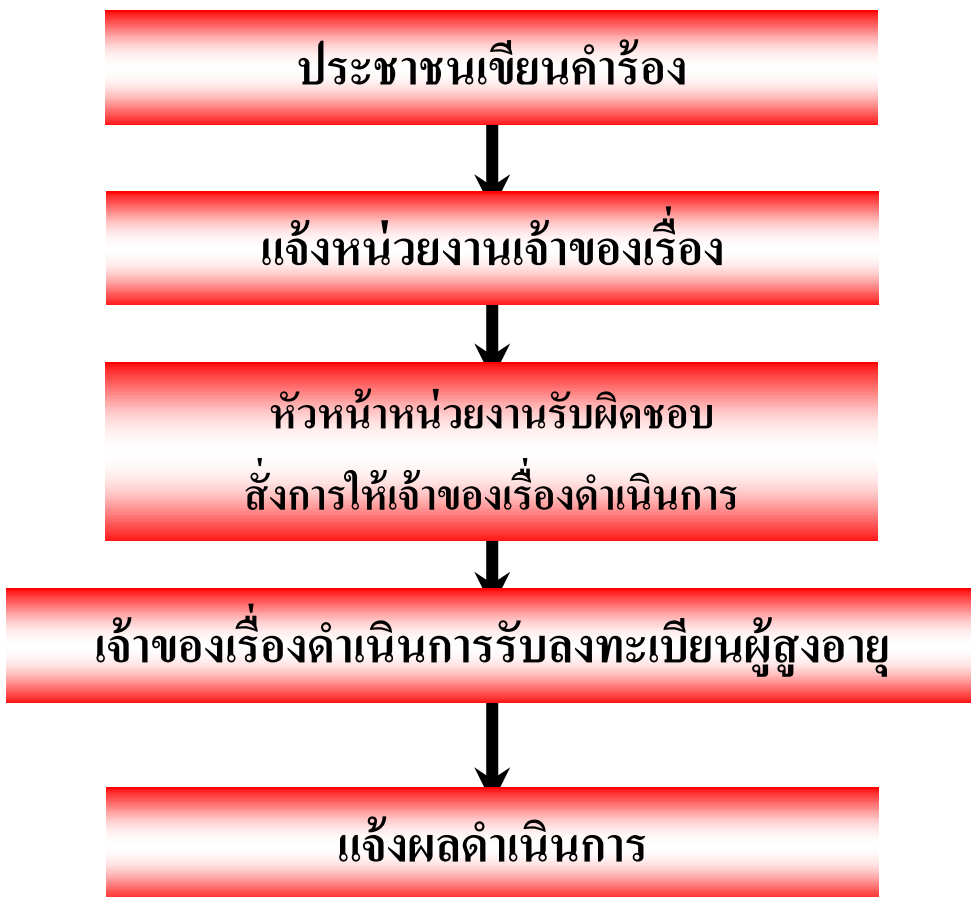 ประชาชนเขียนคำร้อง
แจ้งหน่วยงานเจ้าของเรื่อง
หัวหน้าหน่วยงานรับผิดชอบ
สั่งการให้เจ้าของเรื่องดำเนินการ
เจ้าของเรื่องดำเนินการรับลงทะเบียนผู้สูงอายุ
แจ้งผลดำเนินการ